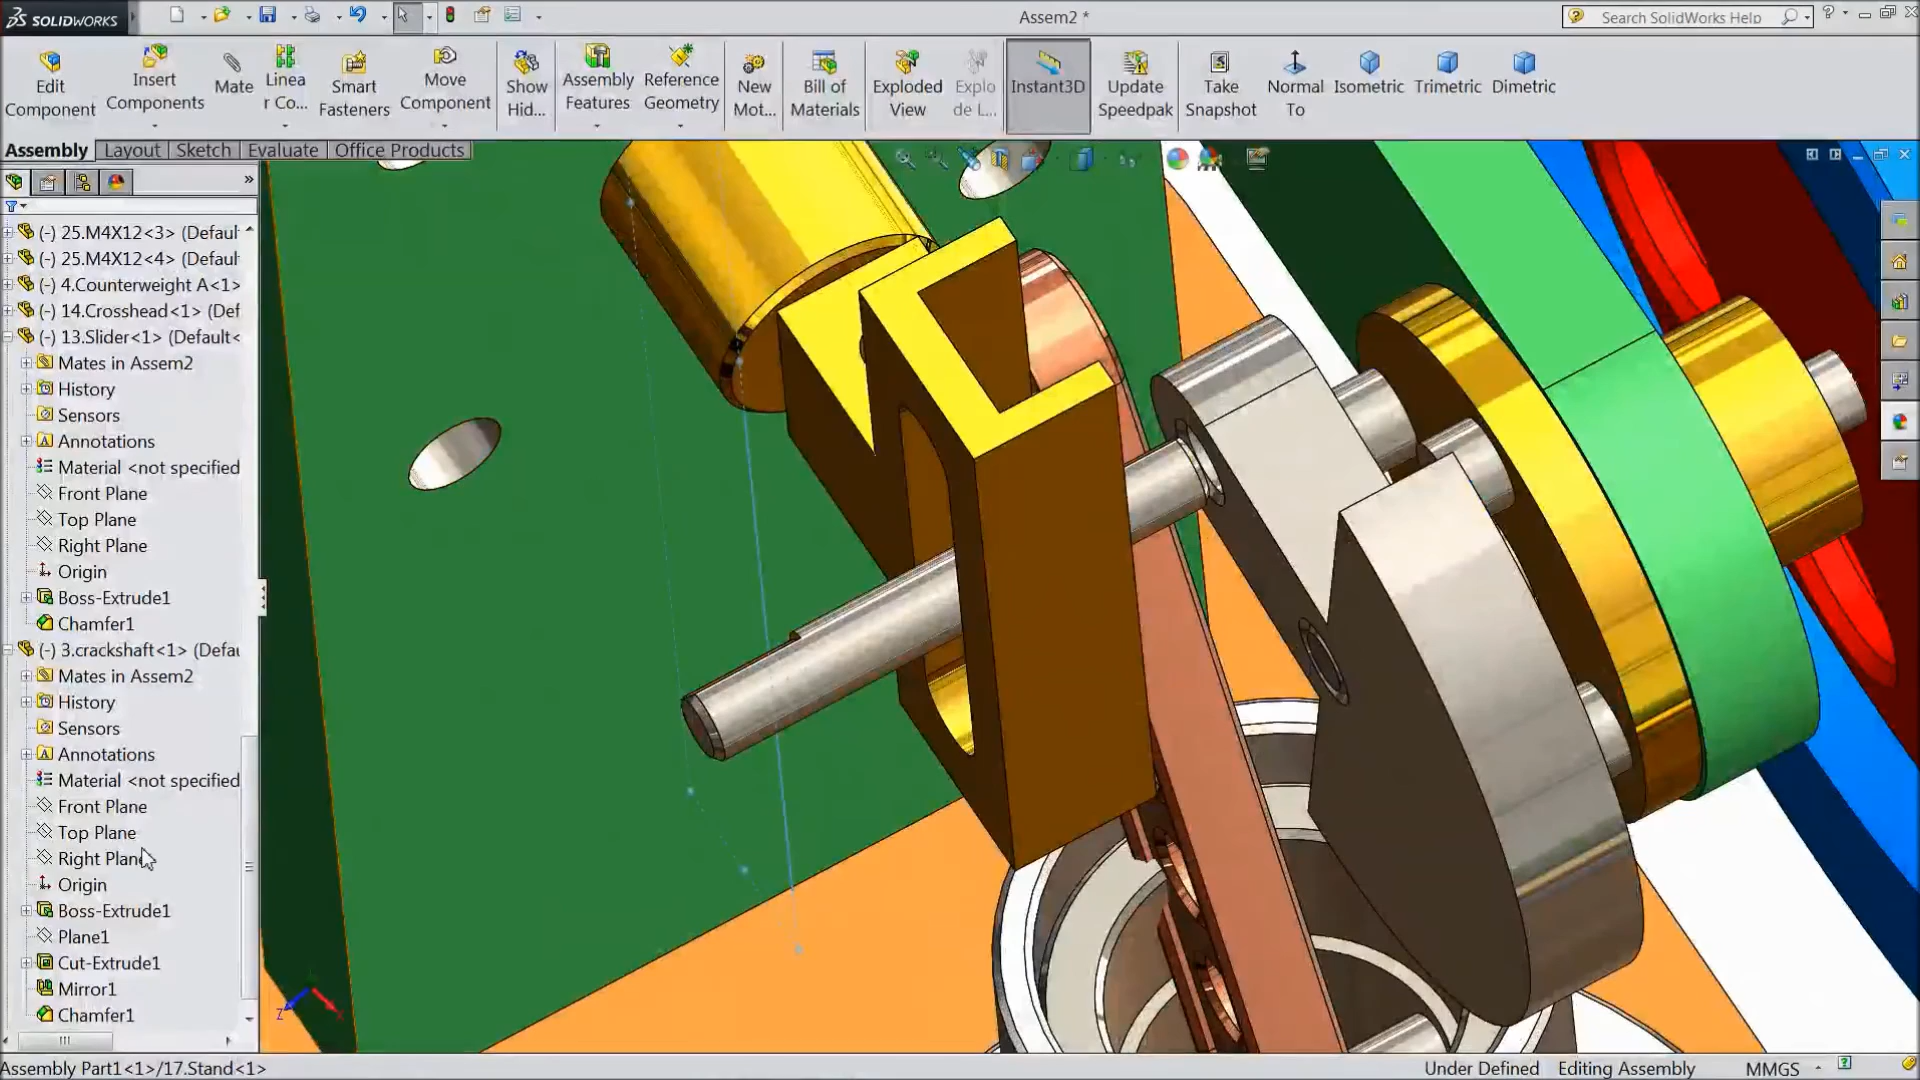 SOLIDWORKS
Assem2 *
Search SolidWorks Help
Edit Component
Insert Components
Mate
Linea r Co...
Smart Fasteners
Move Component
Show Hid...
Assembly Features
Reference Geometry
New Mot...
Bill of Materials
Exploded View
Explo de L...
Instant3D
Update Speedpak
Take Snapshot
Normal To
Isometric
Trimetric
Dimetric
Assembly
Layout
Sketch
Evaluate
Office Products
(-) 25.M4X12<3> (Defaul
(-) 25.M4X12<4> (Defaul
(-) 4.Counterweight A<1>
(-) 14.Crosshead<1> (Def
(-) 13.Slider<1> (Default<
Mates in Assem2
History
Sensors
Annotations
Material <not specified
Front Plane
Top Plane
Right Plane
Origin
Boss-Extrude1
Chamfer1
(-) 3.crackshaft<1> (Defau
Mates in Assem2
History
Sensors
Annotations
Material <not specified
Front Plane
Top Plane
Right Plane
Origin
Boss-Extrude1
Plane1
Cut-Extrude1
Mirror1
Chamfer1
Z
X
Assembly Part1<1>/17.Stand<1>
Under Defined
Editing Assembly
MMGS